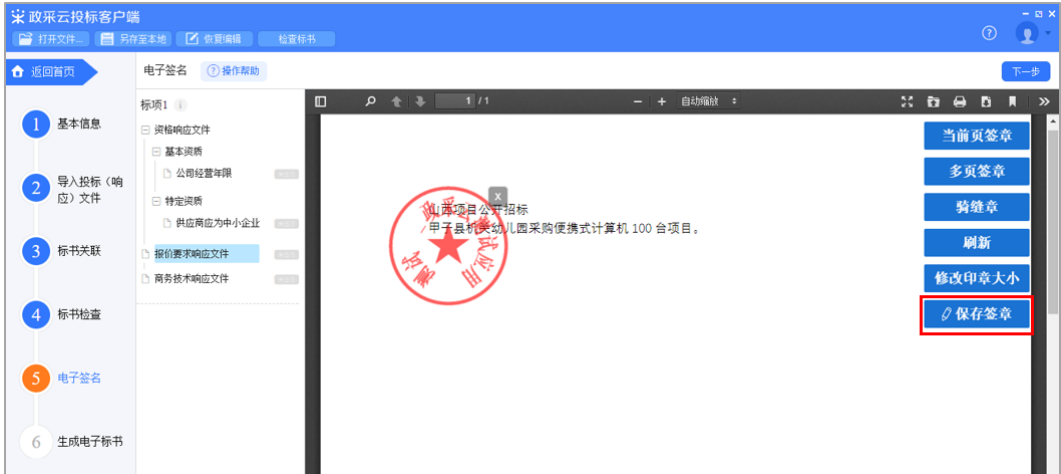 政采云投标客户端
打开文件... 另存至本地 恢复编辑 检查标书
返回首页
电子签名 ? 操作帮助
下一步
1 基本信息
2 导入投标(响
应)文件
3 标书关联
4 标书检查
5 电子签名
6 生成电子标书
标项1
资格响应文件
基本资质
公司经营年限
特定资质
供应商应为中小企业
报价要求响应文件
商务技术响应文件
1 / 1
自动缩放
X
山西项目公开招标
甲子县机关幼儿园采购便携式计算机 100 台项目。
当前页签章
多页签章
骑缝章
刷新
修改印章大小
保存签章